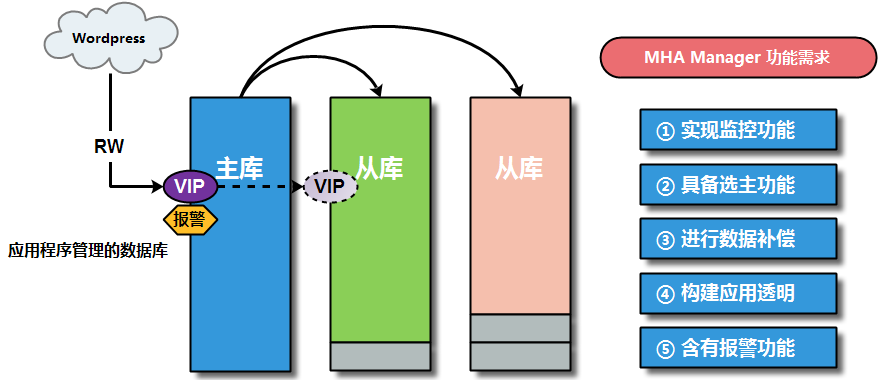 Wordpress
RW
主库
从库
从库
VIP
VIP
报警
应用程序管理的数据库
MHA Manager 功能需求
① 实现监控功能
② 具备选主功能
③ 进行数据补偿
④ 构建应用透明
⑤ 含有报警功能